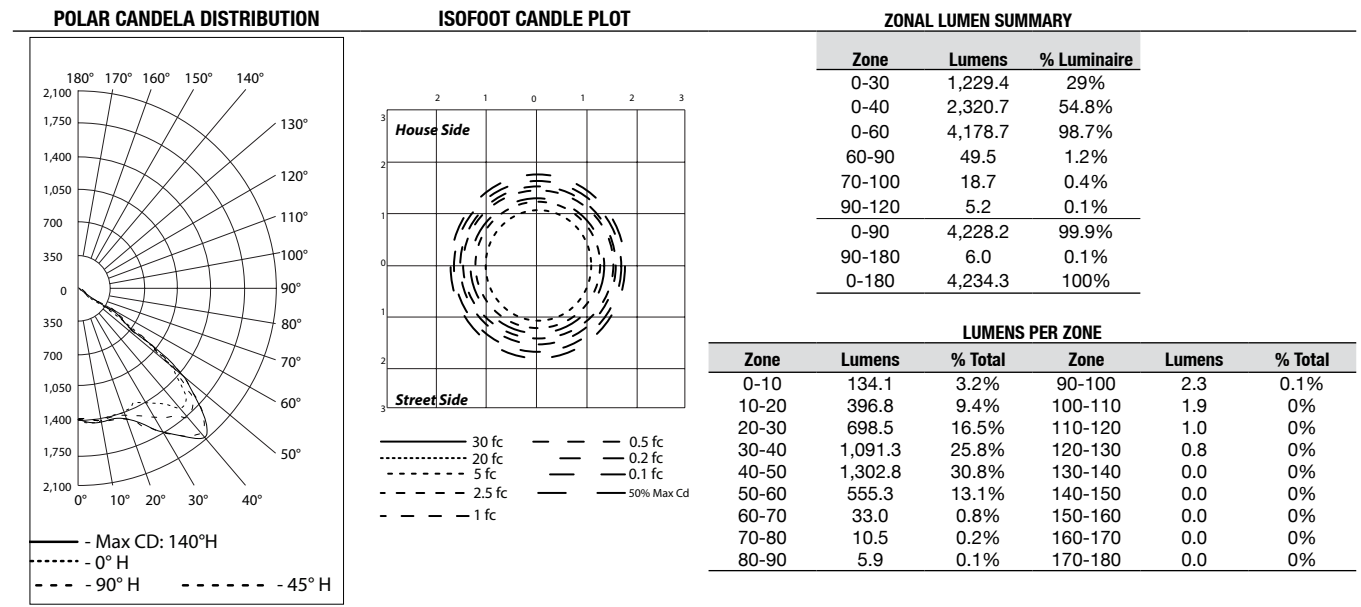 POLAR CANDELA DISTRIBUTION
180° 170° 160° 150° 140°
130°
120°
110°
100°
90°
80°
70°
60°
50°
2,100
1,750
1,400
1,050
700
350
0
350
700
1,050
1,400
1,750
2,100
0° 10° 20° 30° 40°
- Max CD: 140°H
- 0° H
- 90° H - 45° H
ISOFOOT CANDLE PLOT
2 1 0 1 2 3
3
House Side
2
1
0
1
2
Street Side
3
30 fc 0.5 fc
20 fc 0.2 fc
5 fc 0.1 fc
2.5 fc 50% Max Cd
1 fc
ZONAL LUMEN SUMMARY
Zone Lumens % Luminaire
0-30 1,229.4 29%
0-40 2,320.7 54.8%
0-60 4,178.7 98.7%
60-90 49.5 1.2%
70-100 18.7 0.4%
90-120 5.2 0.1%
0-90 4,228.2 99.9%
90-180 6.0 0.1%
0-180 4,234.3 100%
LUMENS PER ZONE
Zone Lumens % Total Zone Lumens % Total
0-10 134.1 3.2% 90-100 2.3 0.1%
10-20 396.8 9.4% 100-110 1.9 0%
20-30 698.5 16.5% 110-120 1.0 0%
30-40 1,091.3 25.8% 120-130 0.8 0%
40-50 1,302.8 30.8% 130-140 0.0 0%
50-60 555.3 13.1% 140-150 0.0 0%
60-70 33.0 0.8% 150-160 0.0 0%
70-80 10.5 0.2% 160-170 0.0 0%
80-90 5.9 0.1% 170-180 0.0 0%